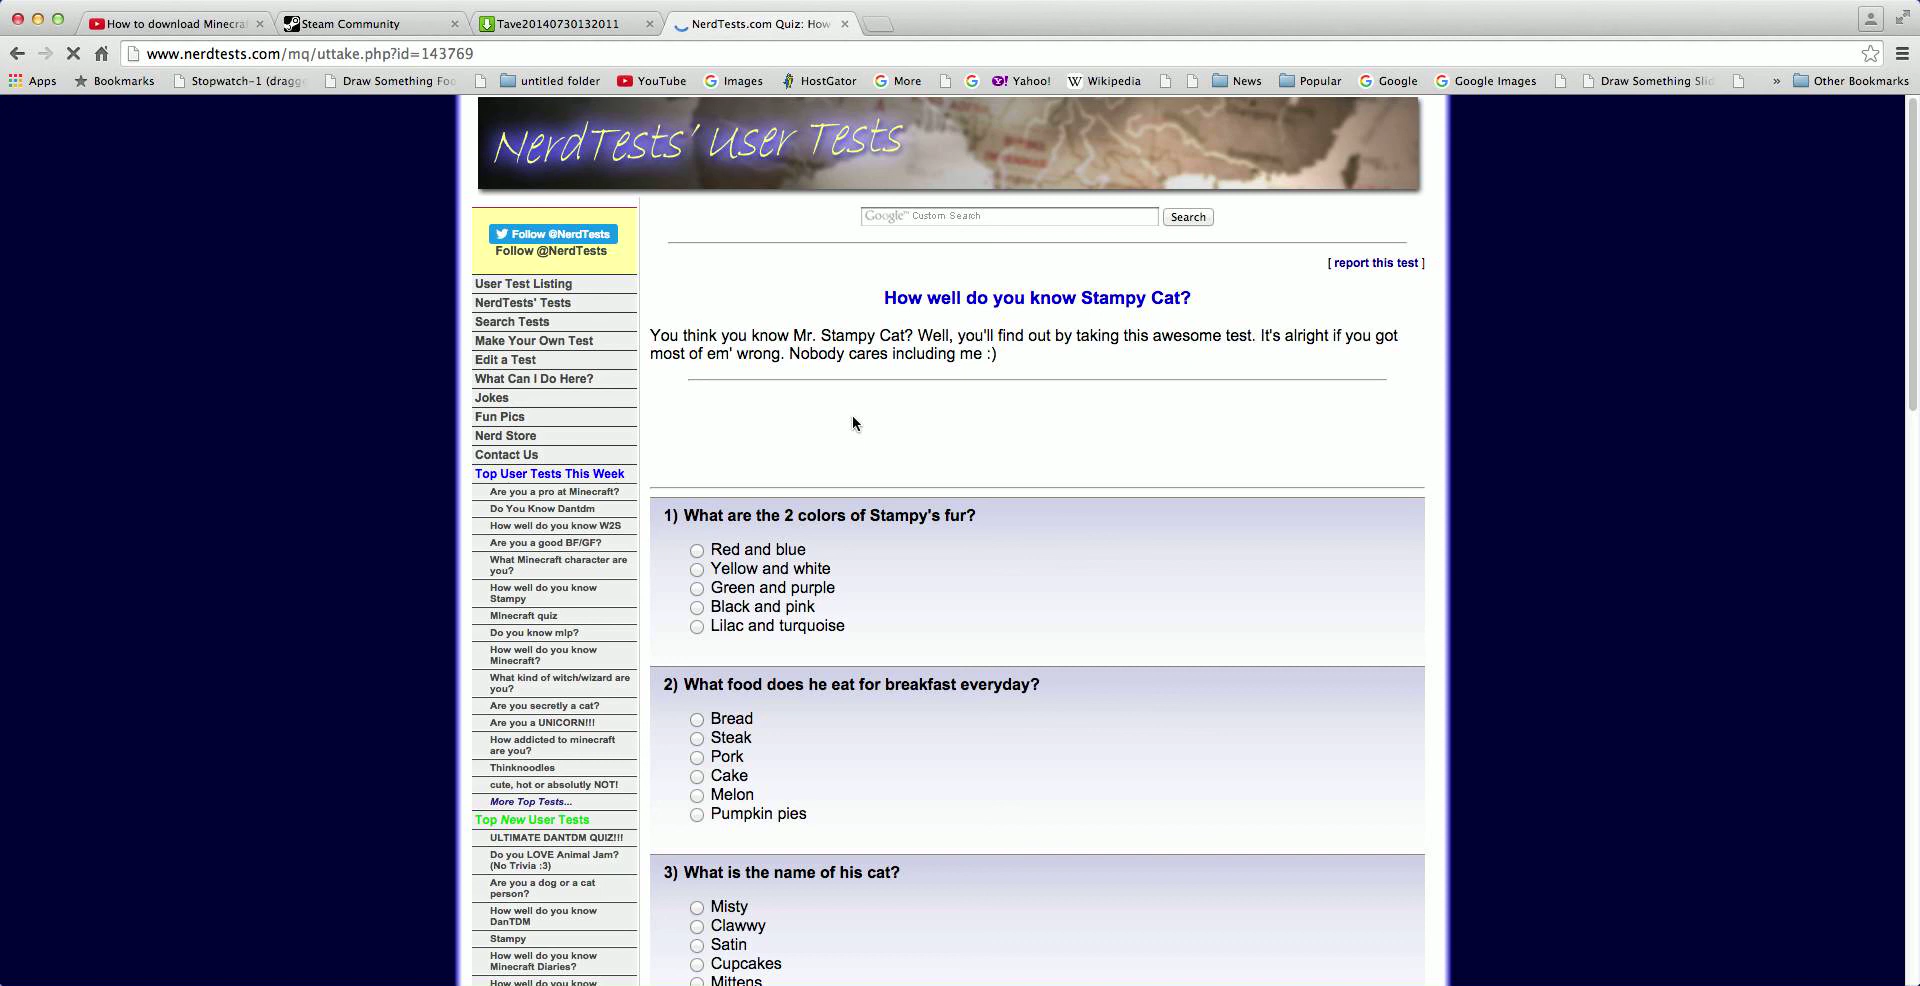 How to download Minecra
Steam Community
Tave20140730132011
NerdTests.com Quiz: How
www.nerdtests.com/mq/uttake.php?id=143769
Apps
Bookmarks
Stopwatch-1 (dragge
Draw Something Foo
untitled folder
YouTube
Images
HostGator
More
Yahoo!
Wikipedia
News
Popular
Google
Google Images
Draw Something Slid
»
Other Bookmarks
NerdTests' User Tests
Google™ Custom Search
Search
Follow @NerdTests
Follow @NerdTests
[ report this test ]
User Test Listing
NerdTests' Tests
Search Tests
Make Your Own Test
Edit a Test
What Can I Do Here?
Jokes
Fun Pics
Nerd Store
Contact Us
Top User Tests This Week
Are you a pro at Minecraft?
Do You Know Dantdm
How well do you know W2S
Are you a good BF/GF?
What Minecraft character are
you?
How well do you know
Stampy
Minecraft quiz
Do you know mlp?
How well do you know
Minecraft?
What kind of witch/wizard are
you?
Are you secretly a cat?
Are you a UNICORN!!!
How addicted to minecraft
are you?
Thinknoodles
cute, hot or absolutly NOT!
More Top Tests...
Top New User Tests
ULTIMATE DANTDM QUIZ!!!
Do you LOVE Animal Jam?
(No Trivia :3)
Are you a dog or a cat
person?
How well do you know
DanTDM
Stampy
How well do you know
Minecraft Diaries?
How well do you know
How well do you know Stampy Cat?
You think you know Mr. Stampy Cat? Well, you'll find out by taking this awesome test. It's alright if you got
most of em' wrong. Nobody cares including me :)
1) What are the 2 colors of Stampy's fur?
Red and blue
Yellow and white
Green and purple
Black and pink
Lilac and turquoise
2) What food does he eat for breakfast everyday?
Bread
Steak
Pork
Cake
Melon
Pumpkin pies
3) What is the name of his cat?
Misty
Clawwy
Satin
Cupcakes
Mittens